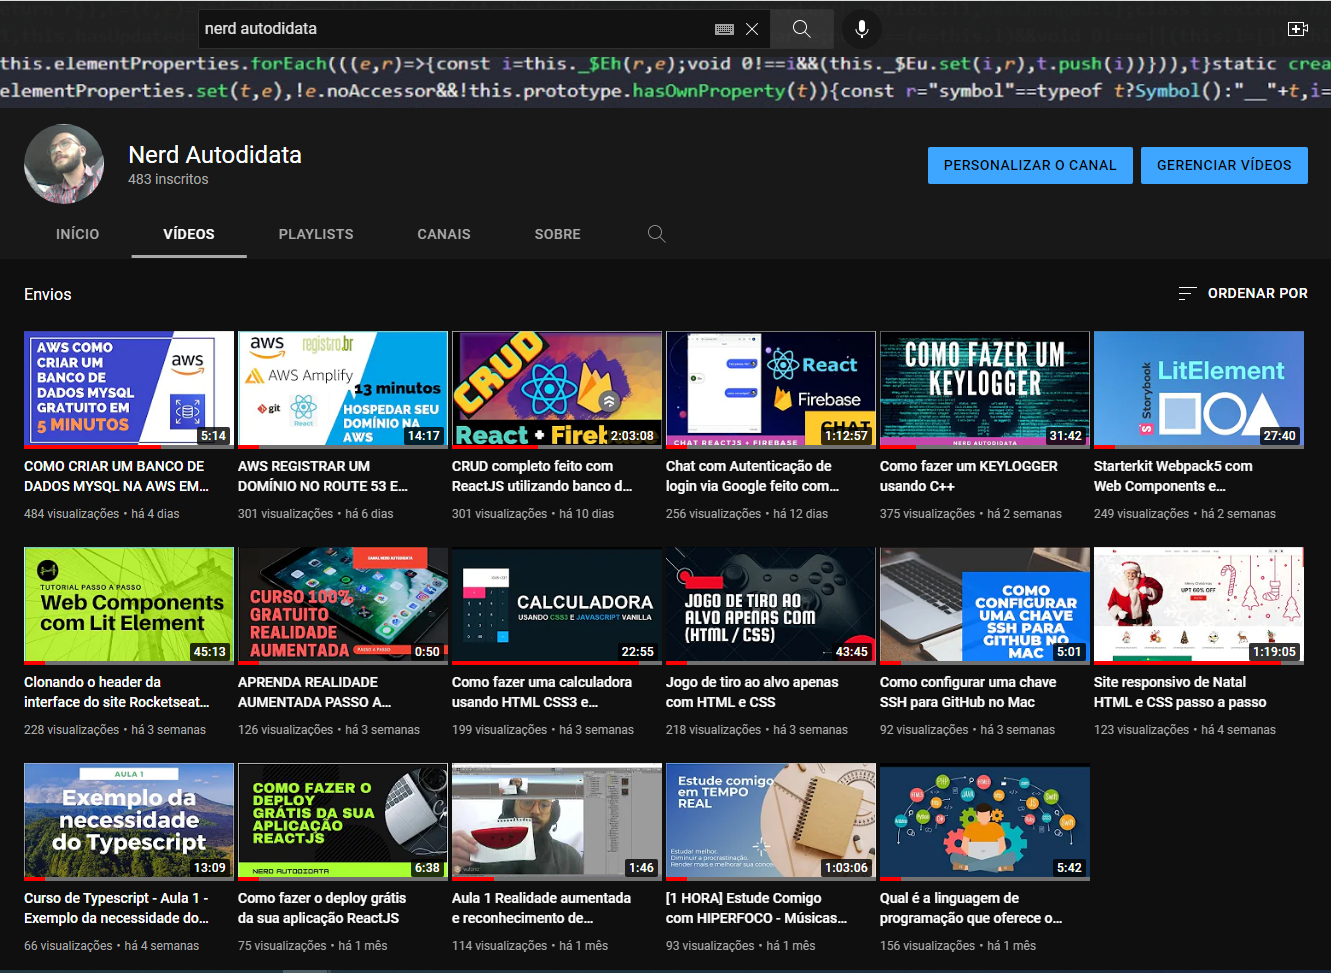 nerd autodidata
this.elementProperties.forEach(((e,r)=>{const i=this._$Eh(r,e);void 0!==i&&(this._$Eu.set(i,r),t.push(i))})),t}static crea
elementProperties.set(t,e),!e.noAccessor&&!this.prototype.hasOwnProperty(t)){const r="symbol"==typeof t?Symbol():"__"+t,i=
Nerd Autodidata
483 inscritos
PERSONALIZAR O CANAL
GERENCIAR VÍDEOS
INÍCIO
VÍDEOS
PLAYLISTS
CANAIS
SOBRE
Envios
ORDENAR POR
AWS COMO
CRIAR UM
BANCO DE
DADOS MYSQL
GRATUITO EM
5 MINUTOS
aws
5:14
COMO CRIAR UM BANCO DE
DADOS MYSQL NA AWS EM...
484 visualizações • há 4 dias
aws
registro.br
AWS Amplify
13 minutos
git
React
HOSPEDAR SEU
DOMÍNIO NA
AWS
14:17
AWS REGISTRAR UM
DOMÍNIO NO ROUTE 53 E...
301 visualizações • há 6 dias
CRUD
React + Firek
2:03:08
CRUD completo feito com
ReactJS utilizando banco d...
301 visualizações • há 10 dias
React
Firebase
CHAT
CHAT REACTJS + FIREBASE
1:12:57
Chat com Autenticação de
login via Google feito com...
256 visualizações • há 12 dias
COMO FAZER UM
KEYLOGGER
NERD AUTODIDATA
31:42
Como fazer um KEYLOGGER
usando C++
375 visualizações • há 2 semanas
Storybook
LitElement
27:40
Starterkit Webpack5 com
Web Components e...
249 visualizações • há 2 semanas
TUTORIAL PASSO A PASSO
Web Components
com Lit Element
45:13
Clonando o header da
interface do site Rocketseat...
228 visualizações • há 3 semanas
CANAL NERD AUTODIDATA
CURSO 100%
GRATUITO
REALIDADE
AUMENTADA
PASSO A PASSO
0:50
APRENDA REALIDADE
AUMENTADA PASSO A...
126 visualizações • há 3 semanas
CALCULADORA
USANDO CSS3 E JAVASCRIPT VANILLA
22:55
Como fazer uma calculadora
usando HTML CSS3 e...
199 visualizações • há 3 semanas
JOGO DE TIRO AO
ALVO APENAS COM
(HTML / CSS)
43:45
Jogo de tiro ao alvo apenas
com HTML e CSS
218 visualizações • há 3 semanas
COMO
CONFIGURAR
UMA CHAVE
SSH PARA
GITHUB NO
MAC
5:01
Como configurar uma chave
SSH para GitHub no Mac
92 visualizações • há 3 semanas
Merry Christmas
UPT 60% OFF
1:19:05
Site responsivo de Natal
HTML e CSS passo a passo
123 visualizações • há 4 semanas
AULA 1
Exemplo da
necessidade
do Typescript
13:09
Curso de Typescript - Aula 1 -
Exemplo da necessidade do...
66 visualizações • há 4 semanas
COMO FAZER O
DEPLOY
GRÁTIS DA SUA
APLICAÇÃO
REACTJS
NERD AUTODIDATA
6:38
Como fazer o deploy grátis
da sua aplicação ReactJS
75 visualizações • há 1 mês
1:46
Aula 1 Realidade aumentada
e reconhecimento de...
114 visualizações • há 1 mês
Estude comigo
em TEMPO
REAL
Estudar melhor.
Diminuir a procrastinação.
Render mais e melhorar sua conce
1:03:06
[1 HORA] Estude Comigo
com HIPERFOCO - Músicas...
93 visualizações • há 1 mês
5:42
Qual é a linguagem de
programação que oferece o...
156 visualizações • há 1 mês